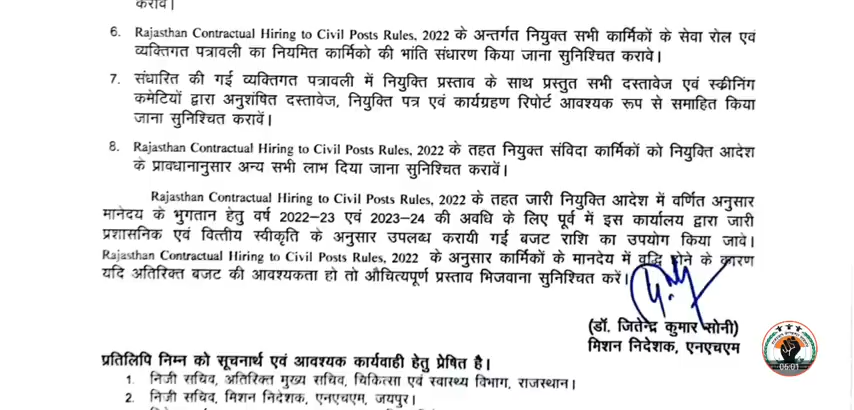 करावें।
6. Rajasthan Contractual Hiring to Civil Posts Rules, 2022 के अन्तर्गत नियुक्त सभी कार्मिकों के सेवा रोल एवं
व्यक्तिगत पत्रावली का नियमित कार्मिको की भांति संधारण किया जाना सुनिश्चित करावे।
7. संधारित की गई व्यक्तिगत पत्रावली में नियुक्ति प्रस्ताव के साथ प्रस्तुत सभी दस्तावेज एवं स्क्रीनिंग
कमेटियों द्वारा अनुशंषित दस्तावेज, नियुक्ति पत्र एवं कार्यग्रहण रिपोर्ट आवश्यक रूप से समाहित किया
जाना सुनिश्चित करावें।
8. Rajasthan Contractual Hiring to Civil Posts Rules, 2022 के तहत नियुक्त संविदा कार्मिकों को नियुक्ति आदेश
के प्रावधानानुसार अन्य सभी लाभ दिया जाना सुनिश्चित करावें।
Rajasthan Contractual Hiring to Civil Posts Rules, 2022 के तहत जारी नियुक्ति आदेश में वर्णित अनुसार
मानेदय के भुगतान हेतु वर्ष 2022-23 एवं 2023-24 की अवधि के लिए पूर्व में इस कार्यालय द्वारा जारी
प्रशासनिक एवं वित्तीय स्वीकृति के अनुसार उपलब्ध करायी गई बजट राशि का उपयोग किया जावे।
Rajasthan Contractual Hiring to Civil Posts Rules, 2022 के अनुसार कार्मिकों के मानदेय में वृद्धि होने के कारण
यदि अतिरिक्त बजट की आवश्यकता हो तो औचित्यपूर्ण प्रस्ताव भिजवाना सुनिश्चित करें।
(डॉ. जितेन्द्र कुमार सोनी)
मिशन निदेशक, एनएचएम
05:01
प्रतिलिपि निम्न को सूचनार्थ एवं आवश्यक कार्यवाही हेतु प्रेषित है।
1. निजी सचिव, अतिरिक्त मुख्य सचिव, चिकित्सा एवं स्वास्थ्य विभाग, राजस्थान।
2. निजी सचिव, मिशन निदेशक, एनएचएम, जयपुर।